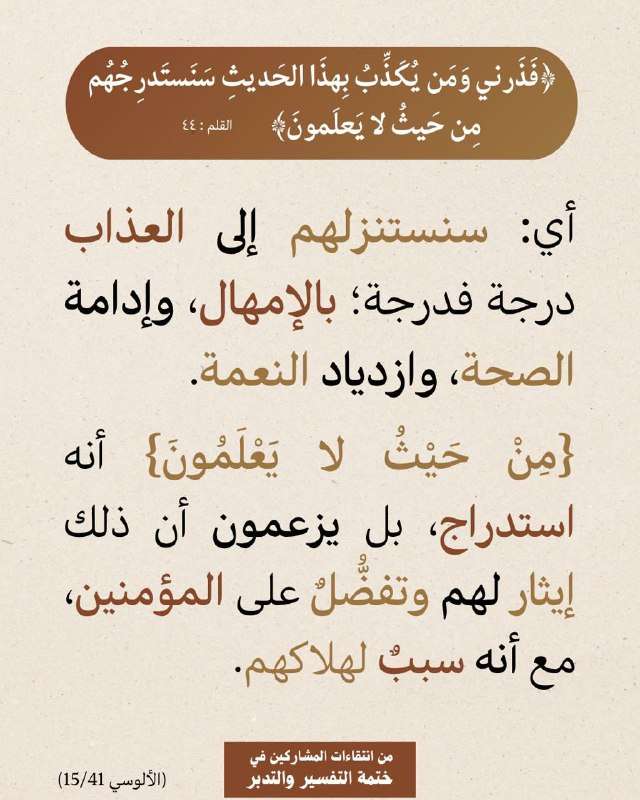 ﴿فَذَرني وَمَن يُكَذِّبُ بِهذَا الحَديثِ سَنَستَدرِجُهُم
مِن حَيثُ لا يَعلَمونَ﴾ القلم : ٤٤
أي: سنستنزلهم إلى العذاب
درجة فدرجة؛ بالإمهال، وإدامة
الصحة، وازدياد النعمة.
{مِنْ حَيْثُ لا يَعْلَمُونَ} أنه
استدراج، بل يزعمون أن ذلك
إيثار لهم وتفضُّلٌ على المؤمنين،
مع أنه سببٌ لهلاكهم.
من انتقاءات المشاركين في
ختمة التفسير والتدبر
(الألوسي 15/41)